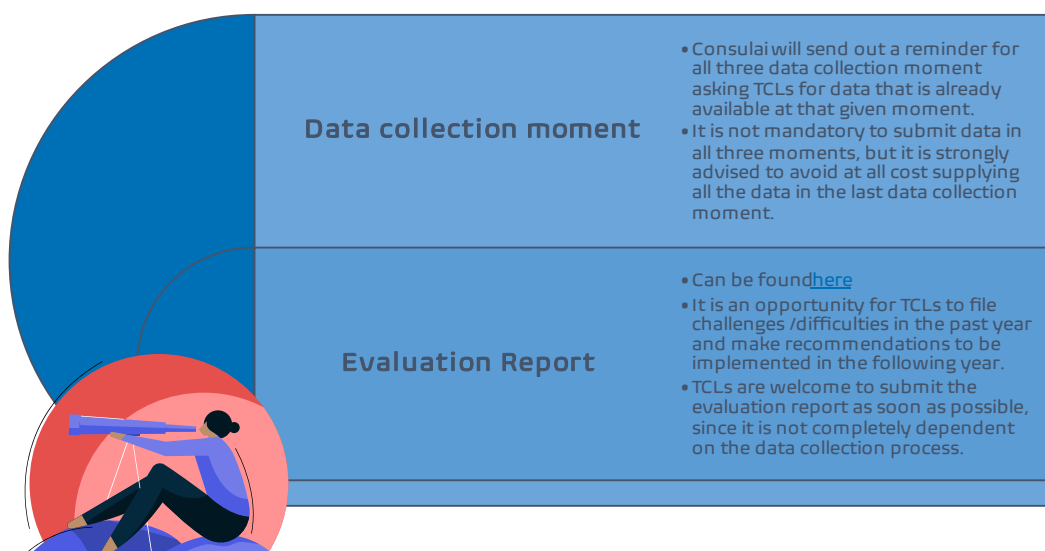 Data collection moment
• Consulai will send out a reminder for
all three data collection moment
asking TCLs for data that is already
available at that given moment.
• It is not mandatory to submit data in
all three moments, but it is strongly
advised to avoid at all cost supplying
all the data in the last data collection
moment.
Evaluation Report
• Can be found here
• It is an opportunity for TCLs to file
challenges /difficulties in the past year
and make recommendations to be
implemented in the following year.
• TCLs are welcome to submit the
evaluation report as soon as possible,
since it is not completely dependent
on the data collection process.